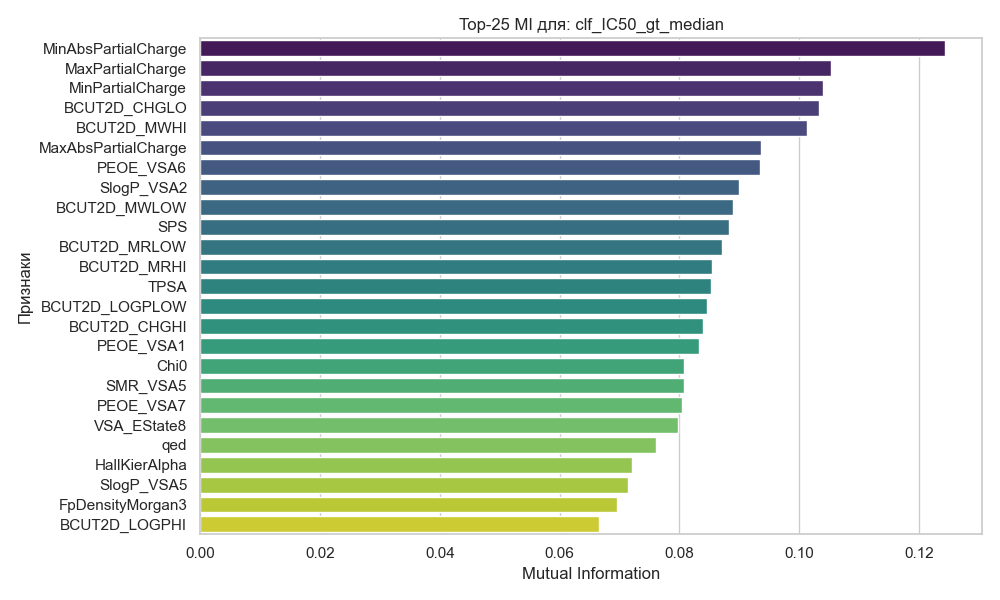 Top-25 MI для: clf_IC50_gt_median
Признаки
MinAbsPartialCharge
MaxPartialCharge
MinPartialCharge
BCUT2D_CHGLO
BCUT2D_MWHI
MaxAbsPartialCharge
PEOE_VSA6
SlogP_VSA2
BCUT2D_MWLOW
SPS
BCUT2D_MRLOW
BCUT2D_MRHI
TPSA
BCUT2D_LOGPLOW
BCUT2D_CHGHI
PEOE_VSA1
Chi0
SMR_VSA5
PEOE_VSA7
VSA_EState8
qed
HallKierAlpha
SlogP_VSA5
FpDensityMorgan3
BCUT2D_LOGPHI
0.00 0.02 0.04 0.06 0.08 0.10 0.12
Mutual Information